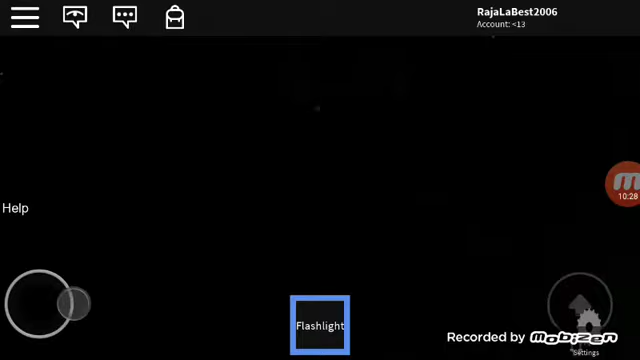 RajaLaBest2006
Account: <13
10:28
Help
Flashlight
Recorded by Mobizen
Settings